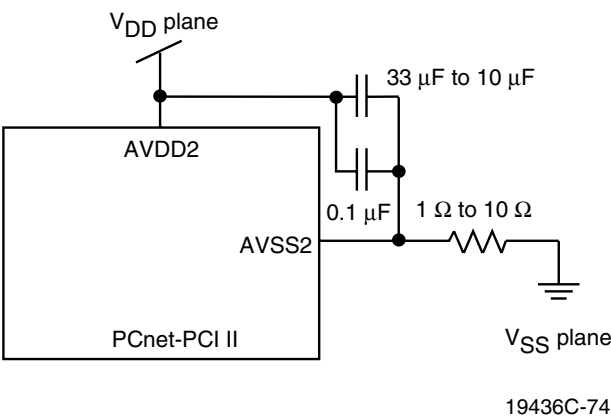 VDD plane
33 µF to 10 µF
AVDD2
0.1 µF
1 Ω to 10 Ω
AVSS2
PCnet-PCI II
VSS plane
19436C-74